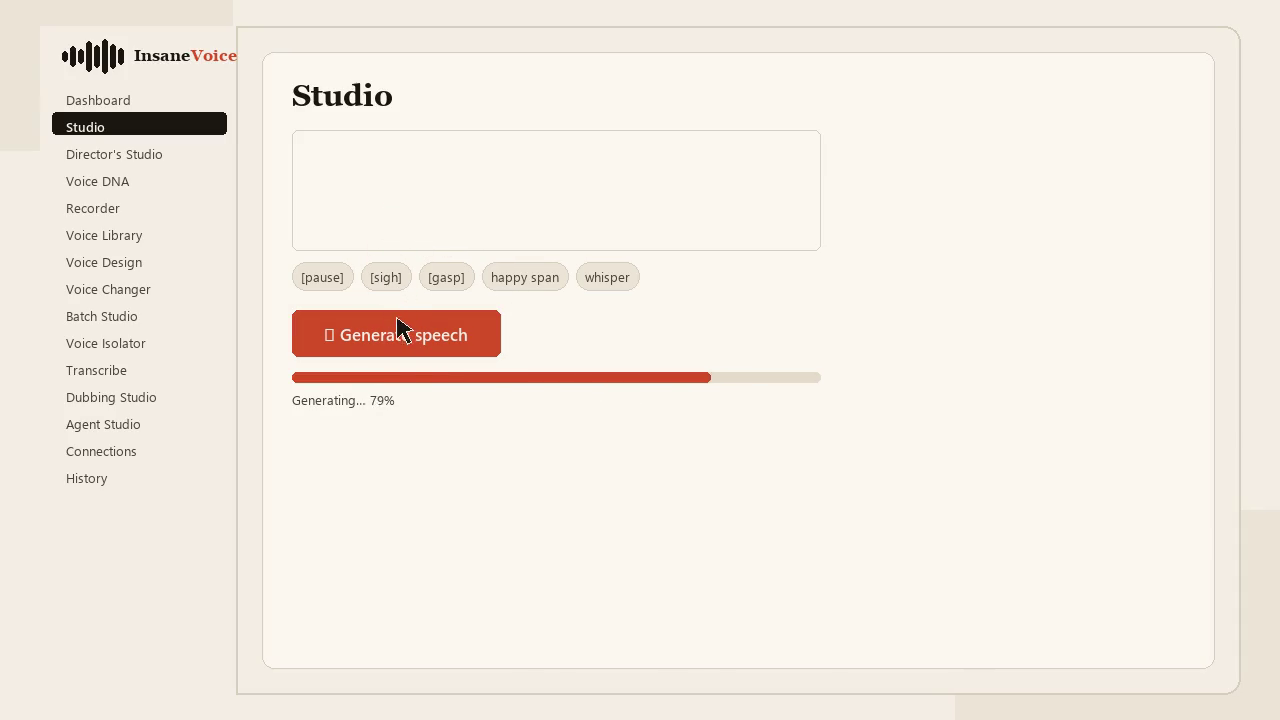 InsaneVoice
Dashboard
Studio
Director's Studio
Voice DNA
Recorder
Voice Library
Voice Design
Voice Changer
Batch Studio
Voice Isolator
Transcribe
Dubbing Studio
Agent Studio
Connections
History
Studio
[pause] [sigh] [gasp] happy span whisper
Generate speech
Generating... 79%